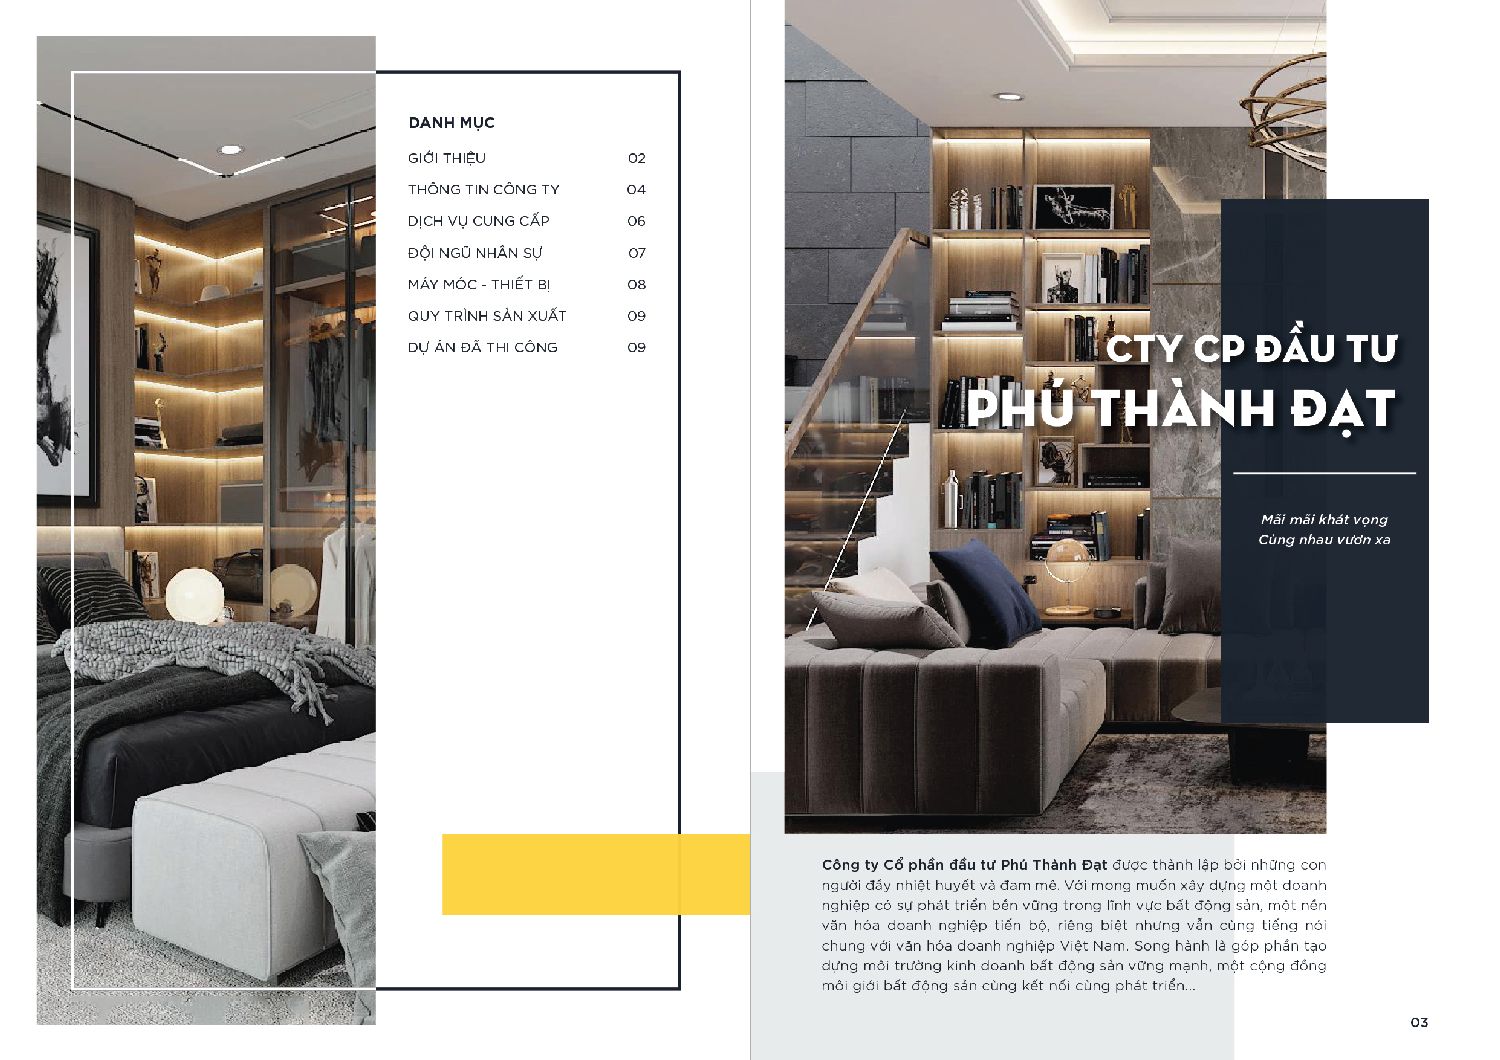 DANH MỤC
GIỚI THIỆU 02
THÔNG TIN CÔNG TY 04
DỊCH VỤ CUNG CẤP 06
ĐỘI NGŨ NHÂN SỰ 07
MÁY MÓC - THIẾT BỊ 08
QUY TRÌNH SẢN XUẤT 09
DỰ ÁN ĐÃ THI CÔNG 09
CTY CP ĐẦU TƯ
PHÚ THÀNH ĐẠT
Mãi mãi khát vọng
Cùng nhau vươn xa
Công ty Cổ phần đầu tư Phú Thành Đạt được thành lập bởi những con
người đầy nhiệt huyết và đam mê. Với mong muốn xây dựng một doanh
nghiệp có sự phát triển bền vững trong lĩnh vực bất động sản, một nền
văn hóa doanh nghiệp tiến bộ, riêng biệt nhưng vẫn cùng tiếng nói
chung với văn hóa doanh nghiệp Việt Nam. Song hành là góp phần tạo
dựng môi trường kinh doanh bất động sản vững mạnh, một cộng đồng
môi giới bất động sản cùng kết nối cùng phát triển...
03